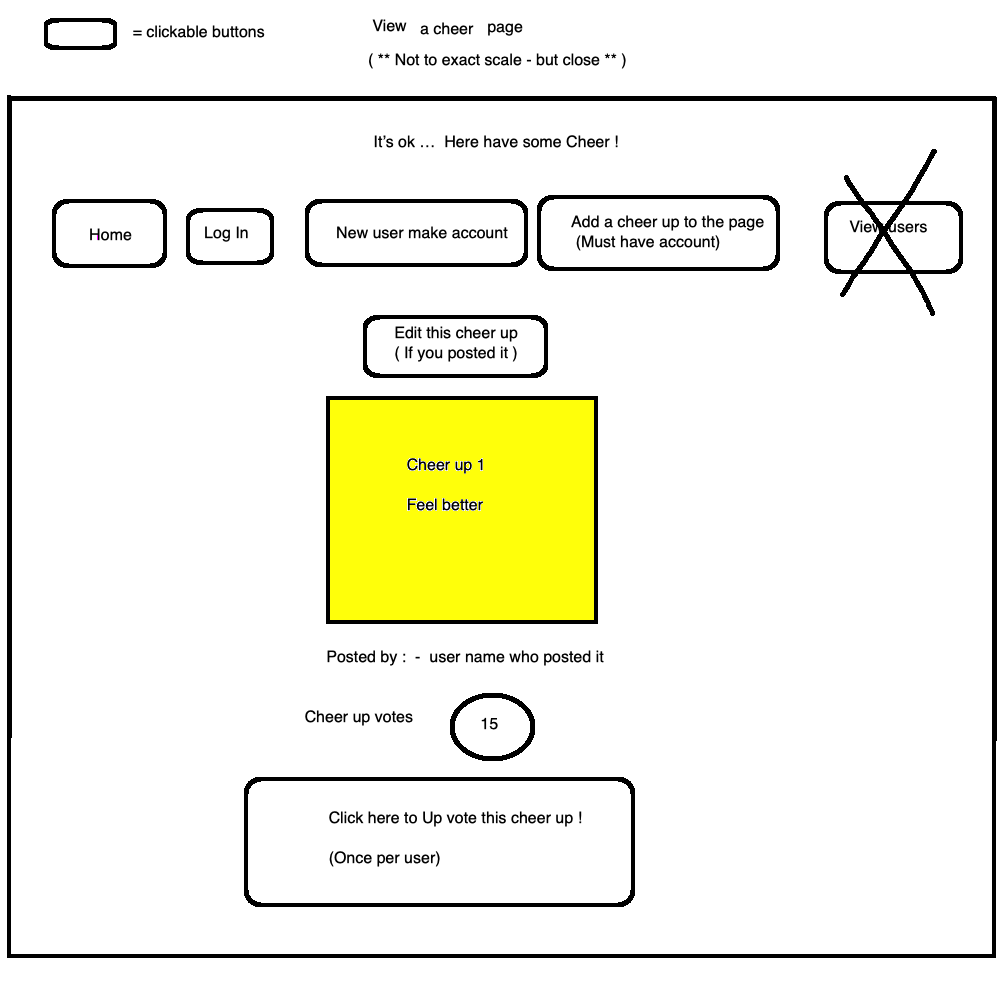 = clickable buttons
View a cheer page
( ** Not to exact scale - but close ** )
It's ok ... Here have some Cheer !
Home
Log In
New user make account
Add a cheer up to the page
(Must have account)
View users
Edit this cheer up
( If you posted it )
Cheer up 1
Feel better
Posted by : - user name who posted it
Cheer up votes
15
Click here to Up vote this cheer up !
(Once per user)